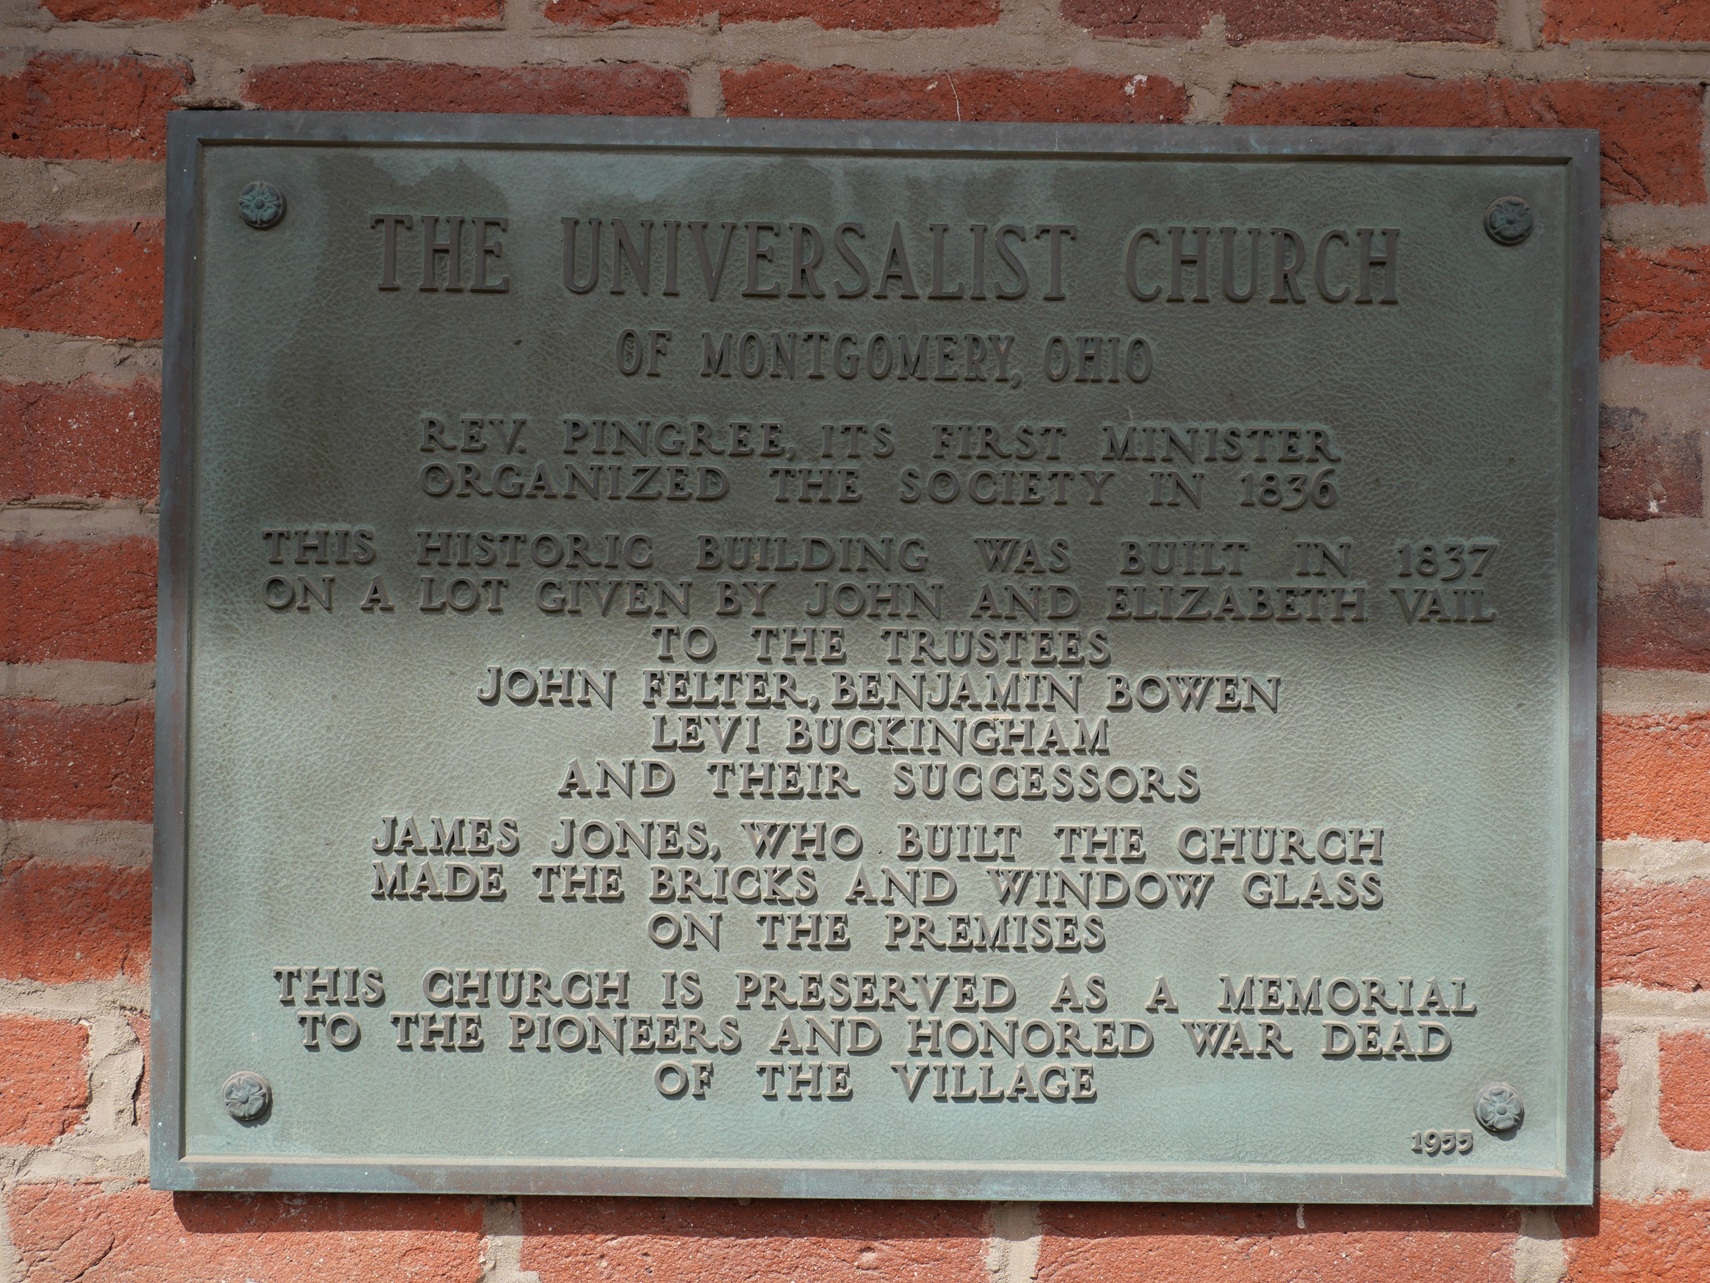 THE UNIVERSALIST CHURCH
OF MONTGOMERY, OHIO
REV. PINGREE, ITS FIRST MINISTER
ORGANIZED THE SOCIETY IN 1836
THIS HISTORIC BUILDING WAS BUILT IN 1837
ON A LOT GIVEN BY JOHN AND ELIZABETH VAIL
TO THE TRUSTEES
JOHN FELTER, BENJAMIN BOWEN
LEVI BUCKINGHAM
AND THEIR SUCCESSORS
JAMES JONES, WHO BUILT THE CHURCH
MADE THE BRICKS AND WINDOW GLASS
ON THE PREMISES
THIS CHURCH IS PRESERVED AS A MEMORIAL
TO THE PIONEERS AND HONORED WAR DEAD
OF THE VILLAGE
1955